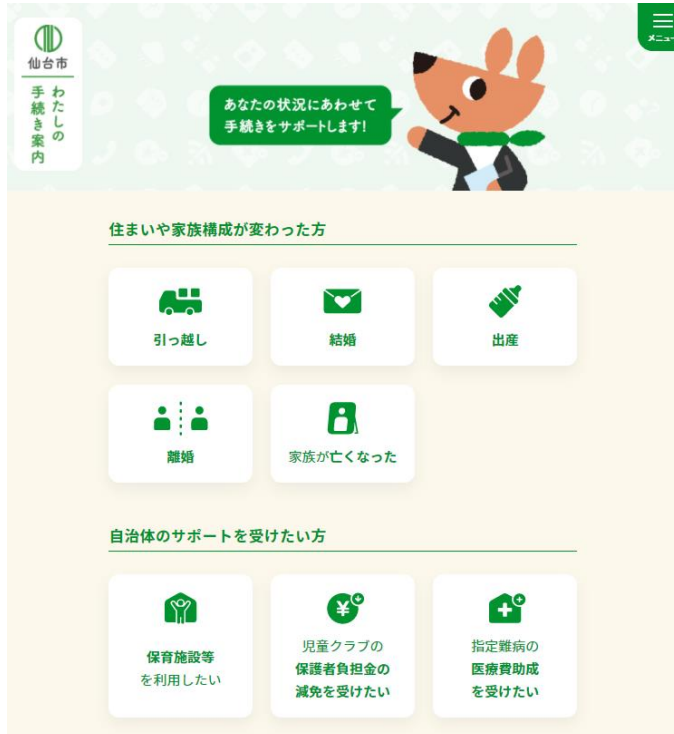 仙台市
わたしの
手続き案内
メニュー
あなたの状況にあわせて
手続きをサポートします!
住まいや家族構成が変わった方
引っ越し
結婚
出産
離婚
家族が亡くなった
自治体のサポートを受けたい方
保育施設等
を利用したい
児童クラブの
保護者負担金の
減免を受けたい
指定難病の
医療費助成
を受けたい